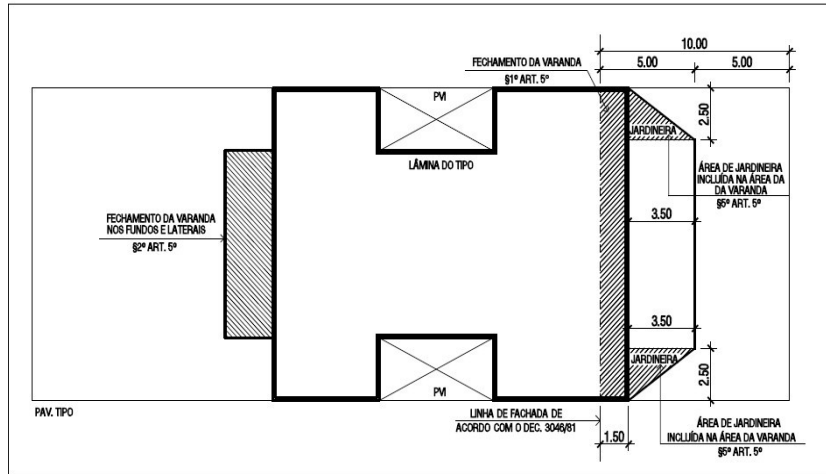 10.00
FECHAMENTO DA VARANDA
§1º ART. 5º
5.00
5.00
PVI
2.50
JARDINEIRA
LÂMINA DO TIPO
ÁREA DE JARDINEIRA
INCLUÍDA NA ÁREA DA
DA VARANDA
§5º ART. 5º
FECHAMENTO DA VARANDA
NOS FUNDOS E LATERAIS
§2º ART. 5º
3.50
3.50
JARDINEIRA
2.50
PVI
PAV. TIPO
LINHA DE FACHADA DE
ACORDO COM O DEC. 3046/81
1.50
ÁREA DE JARDINEIRA
INCLUÍDA NA ÁREA DA VARANDA
§5º ART. 5º